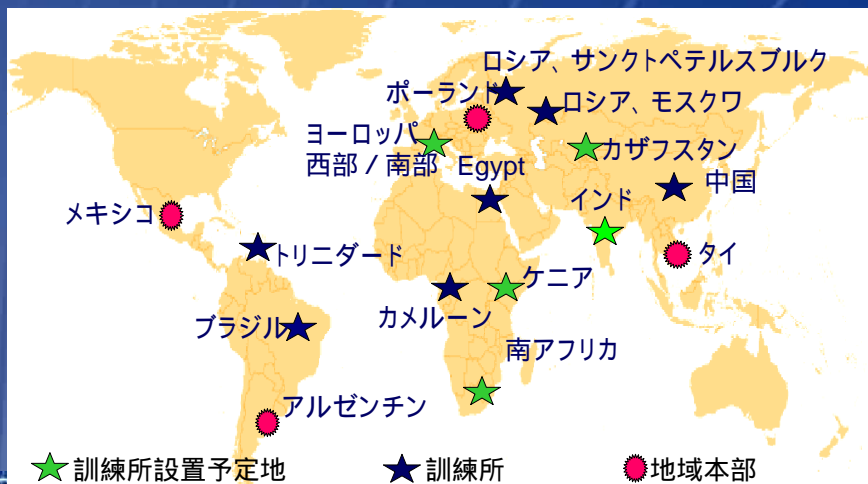 ロシア、サンクトペテルスブルク
ポーランド
ロシア、モスクワ
ヨーロッパ
西部 / 南部
Egypt
カザフスタン
中国
インド
メキシコ
トリニダード
タイ
ケニア
カメルーン
ブラジル
南アフリカ
アルゼンチン
訓練所設置予定地 訓練所 地域本部